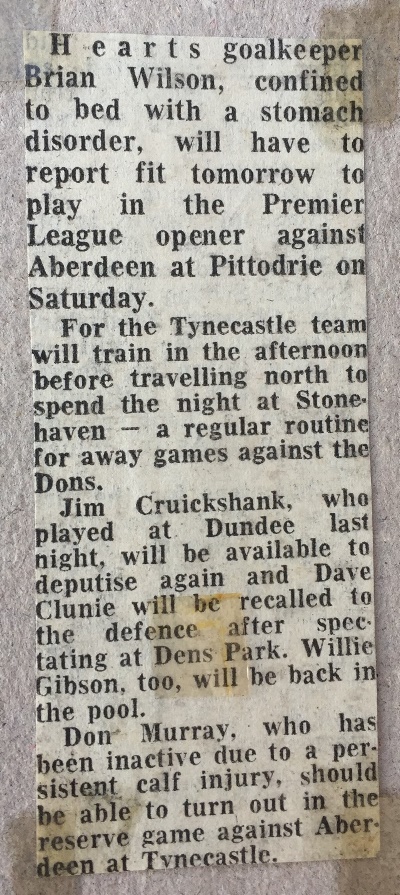 Hearts goalkeeper
Brian Wilson, confined
to bed with a stomach
disorder, will have to
report fit tomorrow to
play in the Premier
League opener against
Aberdeen at Pittodrie on
Saturday.
For the Tynecastle team
will train in the afternoon
before travelling north to
spend the night at Stone-
haven — a regular routine
for away games against the
Dons.
Jim Cruickshank, who
played at Dundee last
night, will be available to
deputise again and Dave
Clunie will be recalled to
the defence after spec-
tating at Dens Park. Willie
Gibson, too, will be back in
the pool.
Don Murray, who has
been inactive due to a per-
sistent calf injury, should
be able to turn out in the
reserve game against Aber-
deen at Tynecastle.